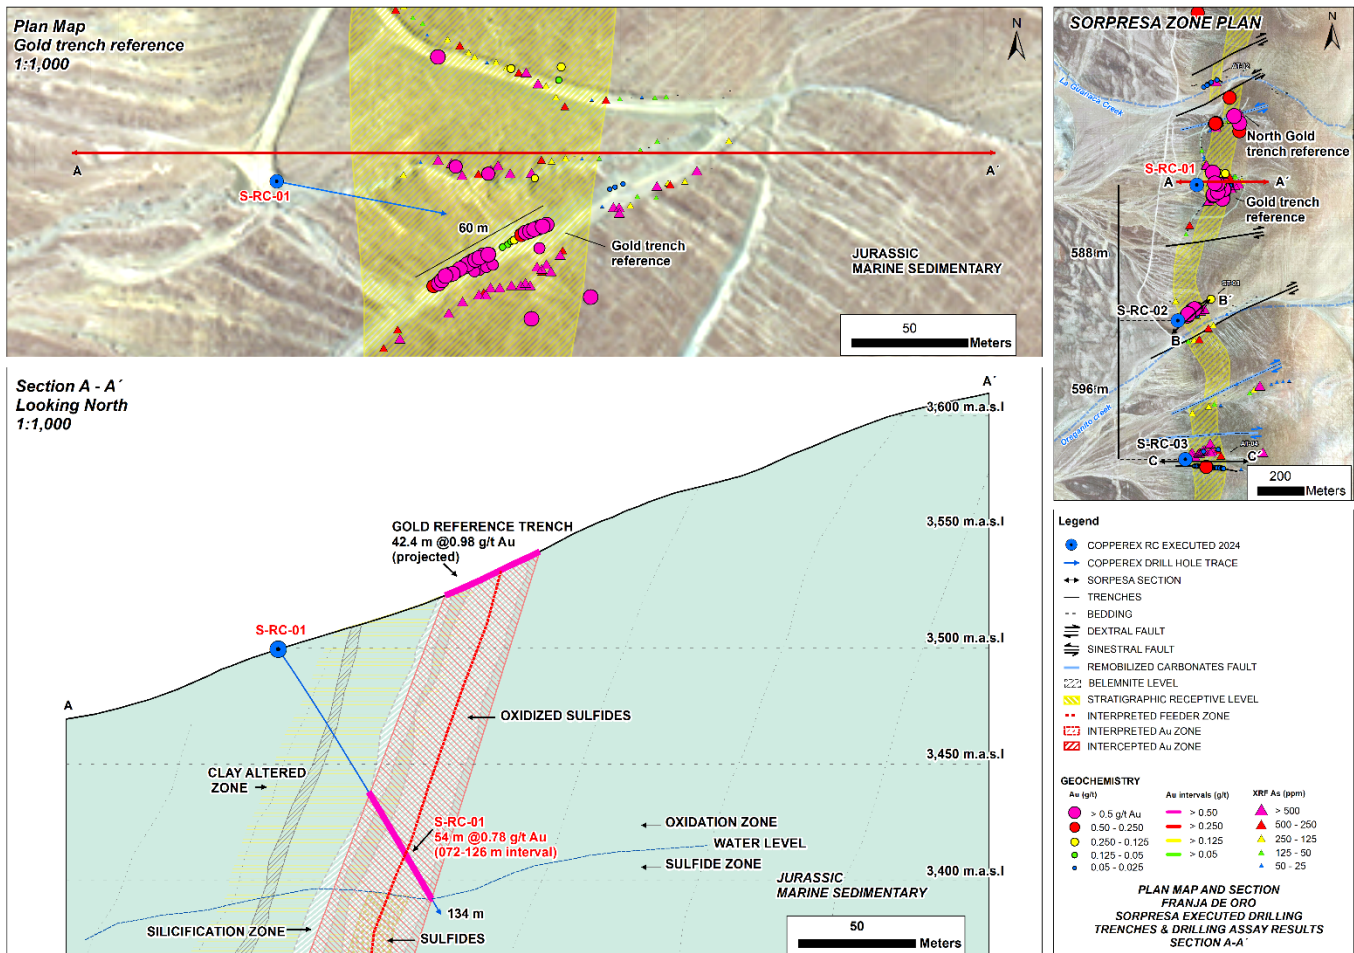 Plan Map
Gold trench reference
1:1,000
N
A
A´
S-RC-01
60 m
Gold trench
reference
JURASSIC
MARINE SEDIMENTARY
50
Meters
Section A - A´
Looking North
1:1,000
A´
3,600 m.a.s.l
3,550 m.a.s.l
3,500 m.a.s.l
3,450 m.a.s.l
3,400 m.a.s.l
GOLD REFERENCE TRENCH
42.4 m @0.98 g/t Au
(projected)
S-RC-01
A
OXIDIZED SULFIDES
CLAY ALTERED
ZONE
S-RC-01
54 m @0.78 g/t Au
(072-126 m interval)
OXIDATION ZONE
WATER LEVEL
SULFIDE ZONE
JURASSIC
MARINE SEDIMENTARY
134 m
SILICIFICATION ZONE
SULFIDES
50
Meters
SORPRESA ZONE PLAN
N
La Guanaca Creek
North Gold
trench reference
S-RC-01
A
A´
Gold trench
reference
588m
S-RC-02
B´
B
596m
Oreganito creek
S-RC-03
C
C´
200
Meters
Legend
COPPEREX RC EXECUTED 2024
COPPEREX DRILL HOLE TRACE
SORPESA SECTION
TRENCHES
BEDDING
DEXTRAL FAULT
SINESTRAL FAULT
REMOBILIZED CARBONATES FAULT
BELEMNITE LEVEL
STRATIGRAPHIC RECEPTIVE LEVEL
INTERPRETED FEEDER ZONE
INTERPRETED Au ZONE
INTERCEPTED Au ZONE
GEOCHEMISTRY
Au (g/t)
> 0.5 g/t Au
0.50 - 0.250
0.250 - 0.125
0.125 - 0.05
0.05 - 0.025
Au intervals (g/t)
> 0.50
> 0.250
> 0.125
> 0.05
XRF As (ppm)
> 500
500 - 250
250 - 125
125 - 50
50 - 25
PLAN MAP AND SECTION
FRANJA DE ORO
SORPRESA EXECUTED DRILLING
TRENCHES & DRILLING ASSAY RESULTS
SECTION A-A´